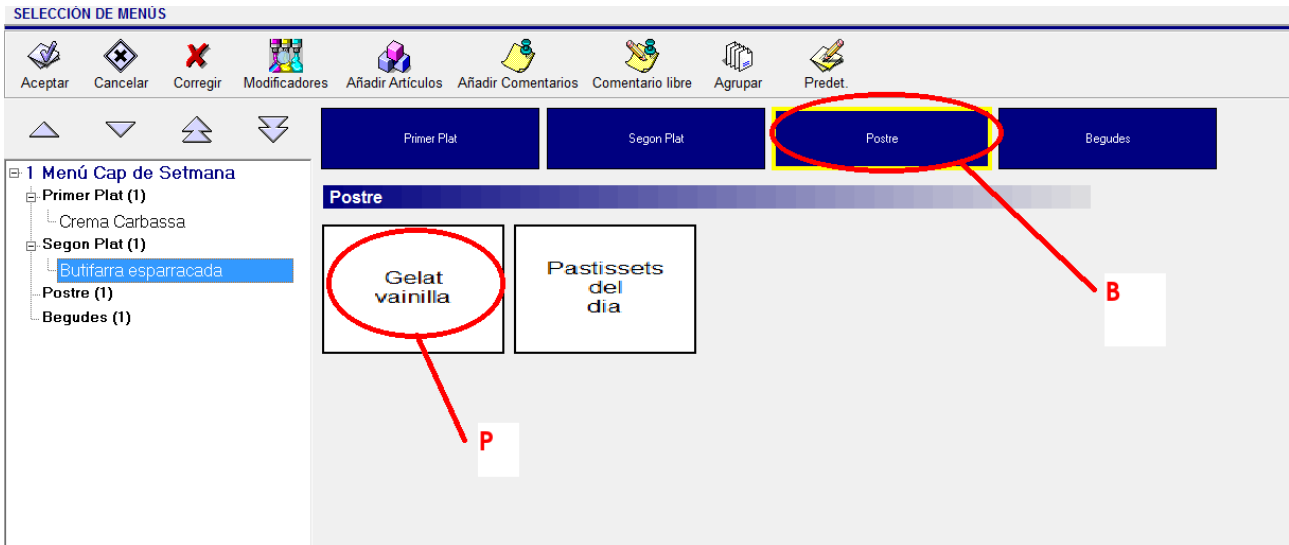 SELECCIÓN DE MENÚS
Aceptar Cancelar Corregir Modificadores Añadir Artículos Añadir Comentarios Comentario libre Agrupar Predet.
Primer Plat Segon Plat Postre Begudes
1 Menú Cap de Setmana
Primer Plat (1)
Crema Carbassa
Segon Plat (1)
Butifarra esparracada
Postre (1)
Begudes (1)
Postre
Gelat
vainilla
Pastissets
del
dia
B
P